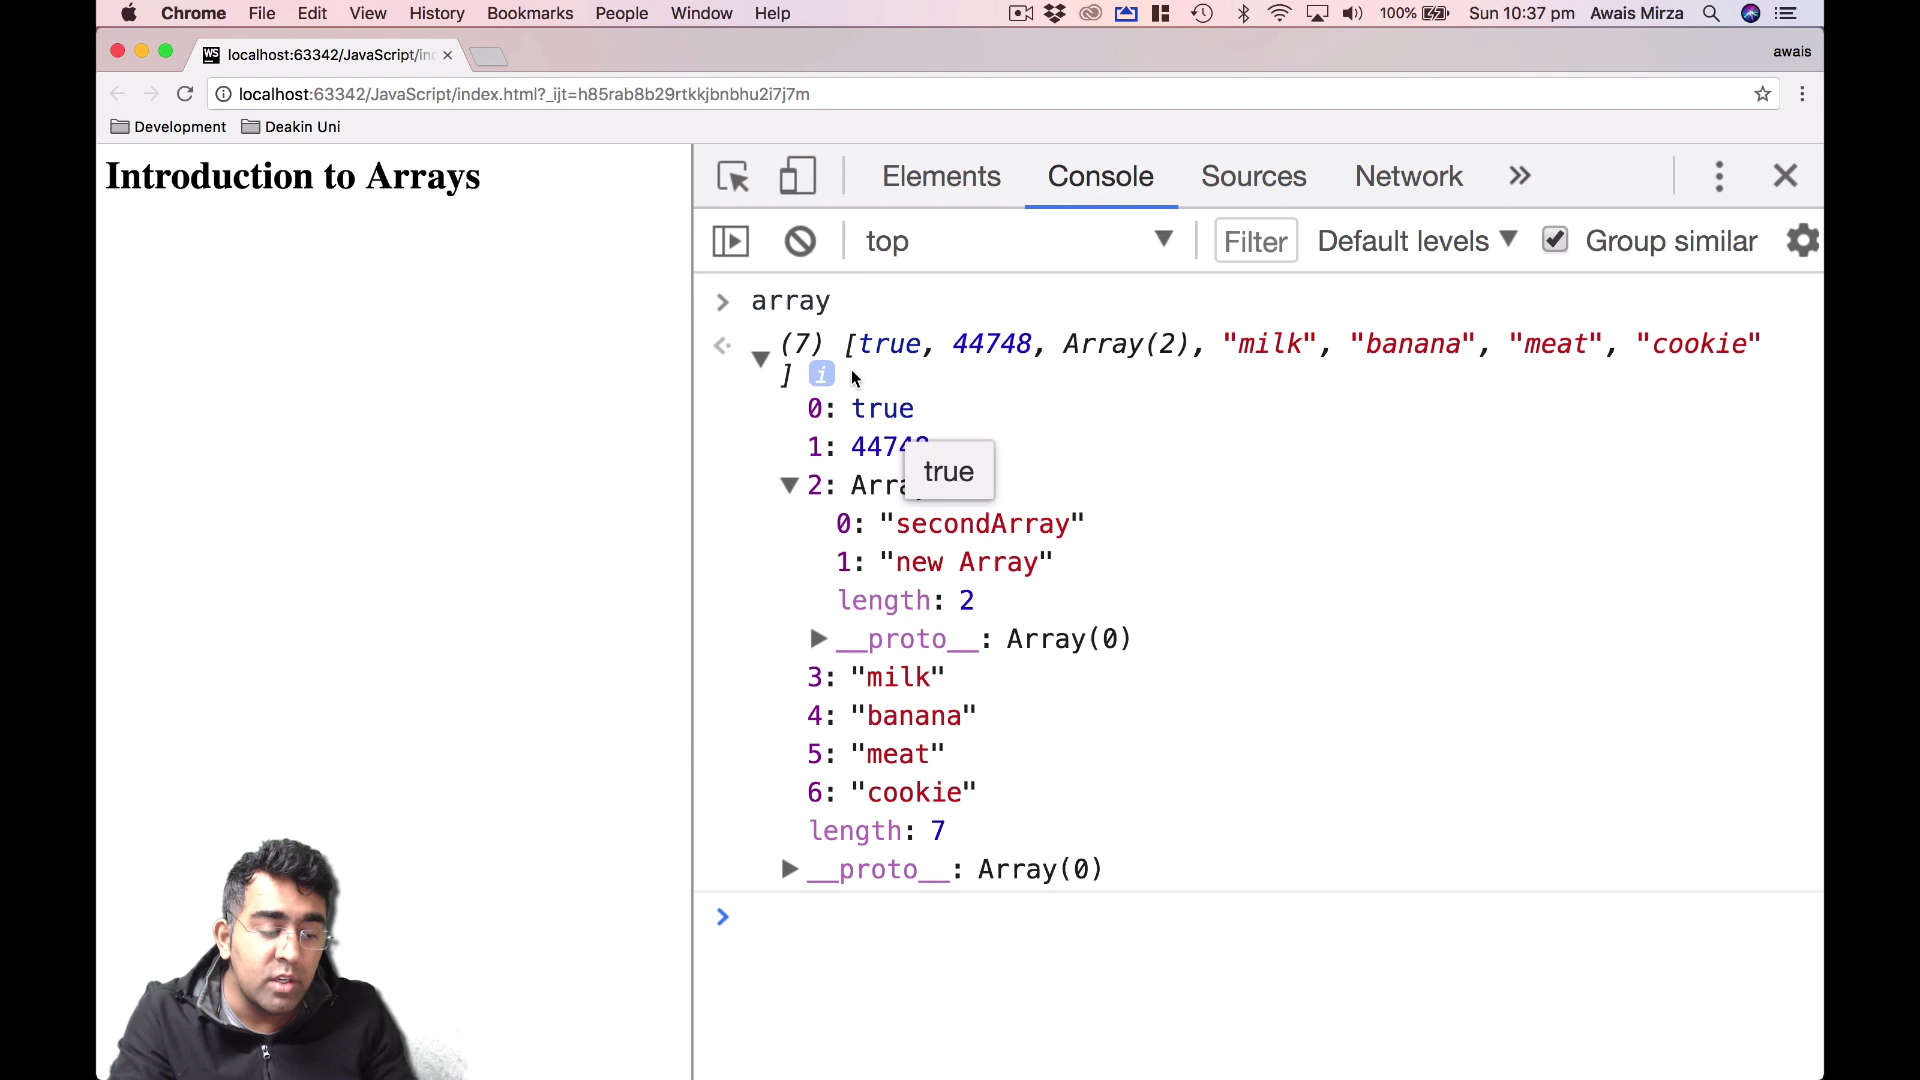 Chrome File Edit View History Bookmarks People Window Help 100% Sun 10:37 pm Awais Mirza
WS localhost:63342/JavaScript/in × awais
localhost:63342/JavaScript/index.html?_ijt=h85rab8b29rtkkjbnbhu2i7j7m
Development Deakin Uni
Introduction to Arrays
Elements Console Sources Network »
top Filter Default levels Group similar
> array
(7) [true, 44748, Array(2), "milk", "banana", "meat", "cookie"
] i
0: true
1: 44748
true
2: Arra
0: "secondArray"
1: "new Array"
length: 2
__proto__: Array(0)
3: "milk"
4: "banana"
5: "meat"
6: "cookie"
length: 7
__proto__: Array(0)
>